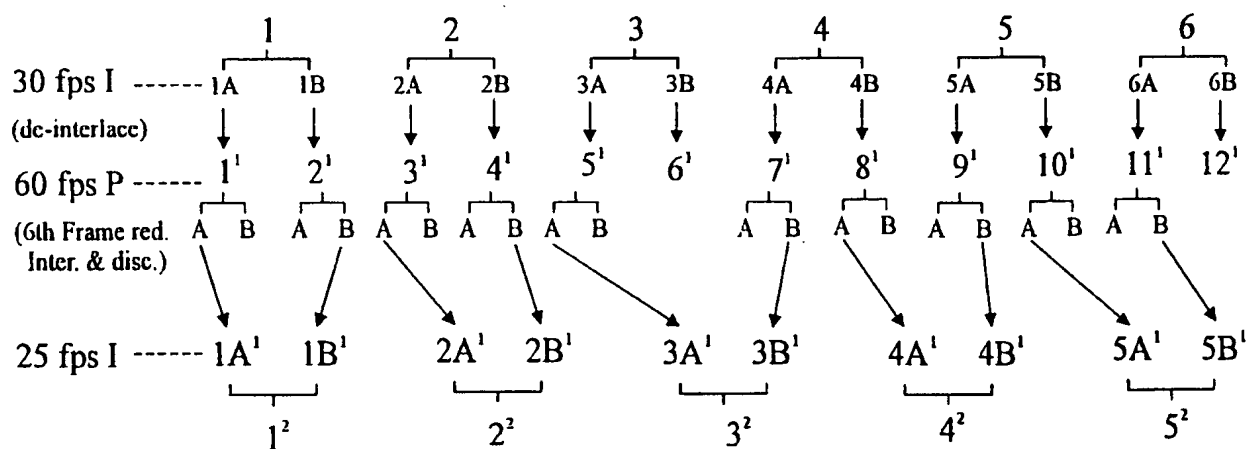 1 2 3 4 5 6
30 fps I ------ 1A 1B 2A 2B 3A 3B 4A 4B 5A 5B 6A 6B
(de-interlace)
60 fps P ------ 1¹ 2¹ 3¹ 4¹ 5¹ 6¹ 7¹ 8¹ 9¹ 10¹ 11¹ 12¹
(6th Frame red. A B A B A B A B A B A B A B A B A B A B
Inter. & disc.)
25 fps I ------ 1A¹ 1B¹ 2A¹ 2B¹ 3A¹ 3B¹ 4A¹ 4B¹ 5A¹ 5B¹
1² 2² 3² 4² 5²